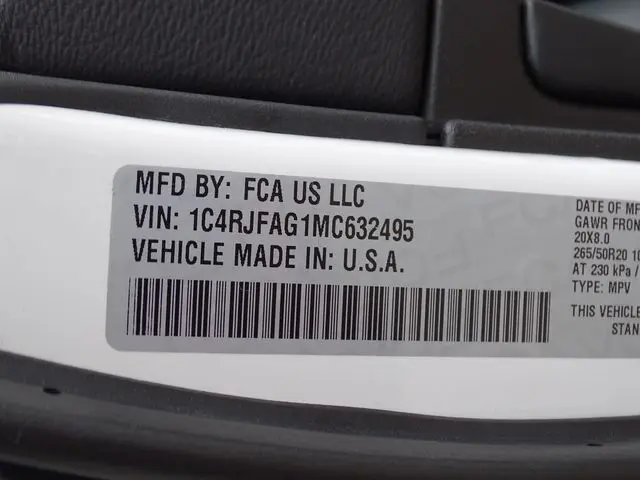 MFD BY: FCA US LLC
VIN: 1C4RJFAG1MC632495
VEHICLE MADE IN: U.S.A.
DATE OF MF
GAWR FRON
20X8.0
265/50R20 10
AT 230 kPa /
TYPE: MPV
THIS VEHICLE
STAN